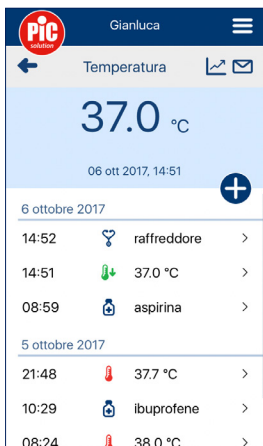 PiC
solution
Gianluca
Temperatura
37.0 °C
06 ott 2017, 14:51
6 ottobre 2017
14:52 raffreddore
14:51 37.0 °C
08:59 aspirina
5 ottobre 2017
21:48 37.7 °C
10:29 ibuprofene
08:24 38.0 °C